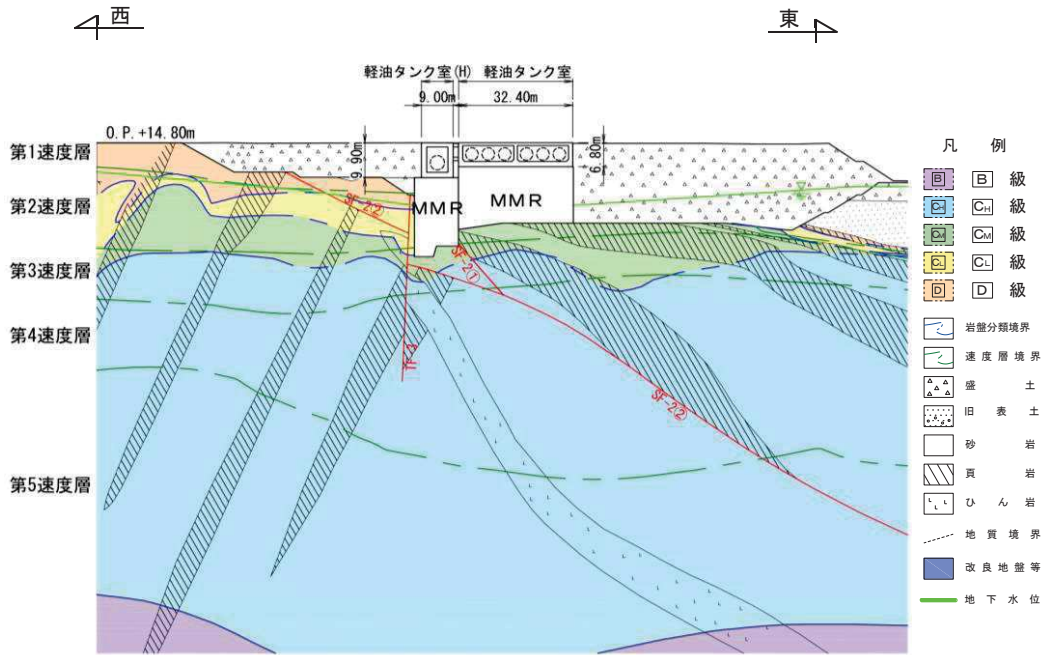 西
東
軽油タンク室(H) 軽油タンク室
9.00m 32.40m
O.P.+14.80m
9.90m
6.80m
第1速度層
第2速度層
第3速度層
第4速度層
第5速度層
MMR
MMR
SF-2②
SF-2①
TF-3
SF-2②
凡例
B B 級
CH CH 級
CM CM 級
CL CL 級
D D 級
岩盤分類境界
速度層境界
盛土
旧表土
砂岩
頁岩
ひん岩
地質境界
改良地盤等
地下水位